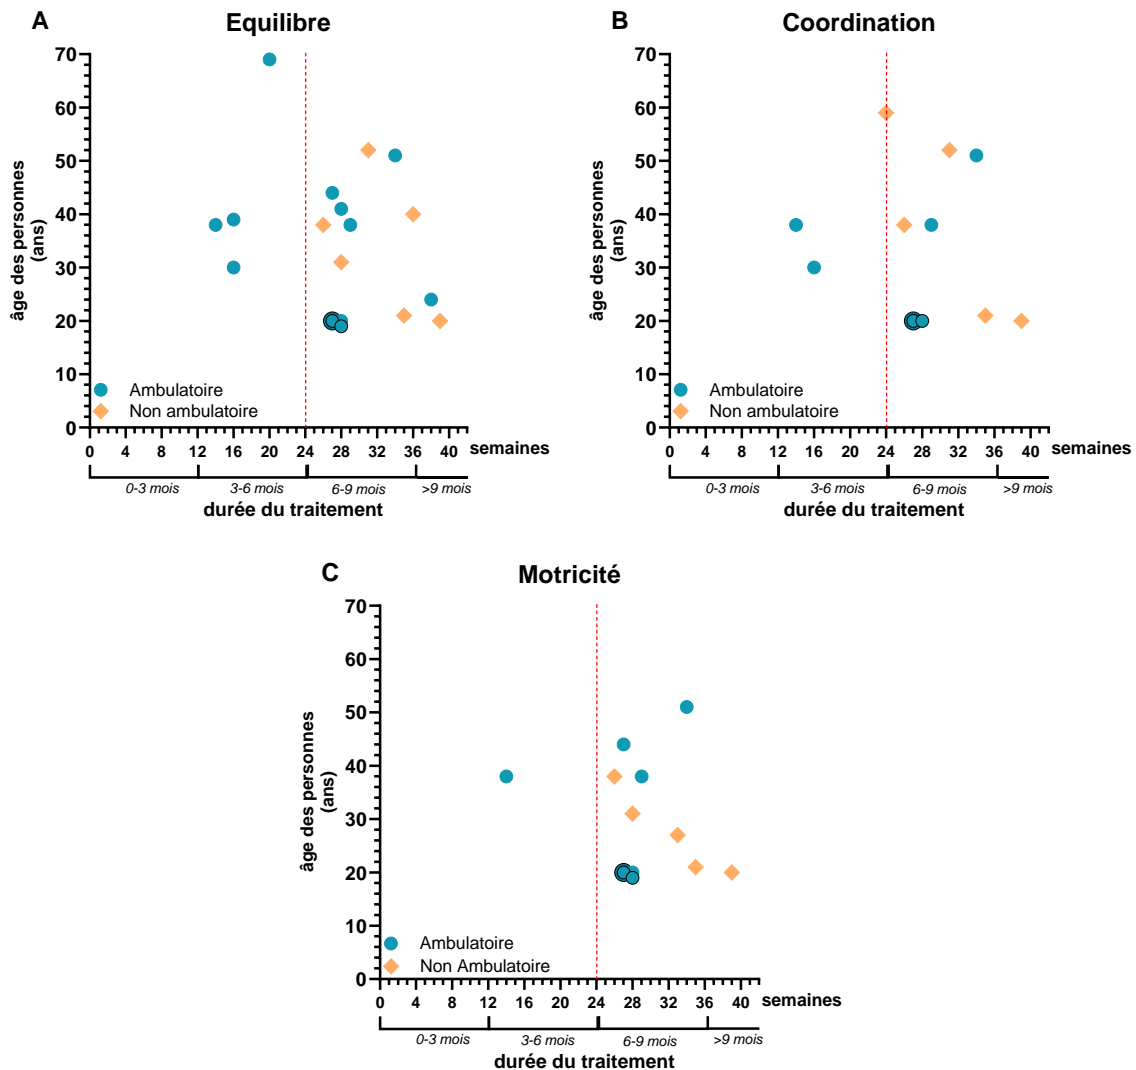 A
Equilibre
70
60
50
40
30
20
10
0
âge des personnes
(ans)
Ambulatoire
Non ambulatoire
0 4 8 12 16 20 24 28 32 36 40 semaines
0-3 mois 3-6 mois 6-9 mois >9 mois
durée du traitement
B
Coordination
70
60
50
40
30
20
10
0
âge des personnes
(ans)
Ambulatoire
Non ambulatoire
0 4 8 12 16 20 24 28 32 36 40 semaines
0-3 mois 3-6 mois 6-9 mois >9 mois
durée du traitement
C
Motricité
70
60
50
40
30
20
10
0
âge des personnes
(ans)
Ambulatoire
Non Ambulatoire
0 4 8 12 16 20 24 28 32 36 40 semaines
0-3 mois 3-6 mois 6-9 mois >9 mois
durée du traitement